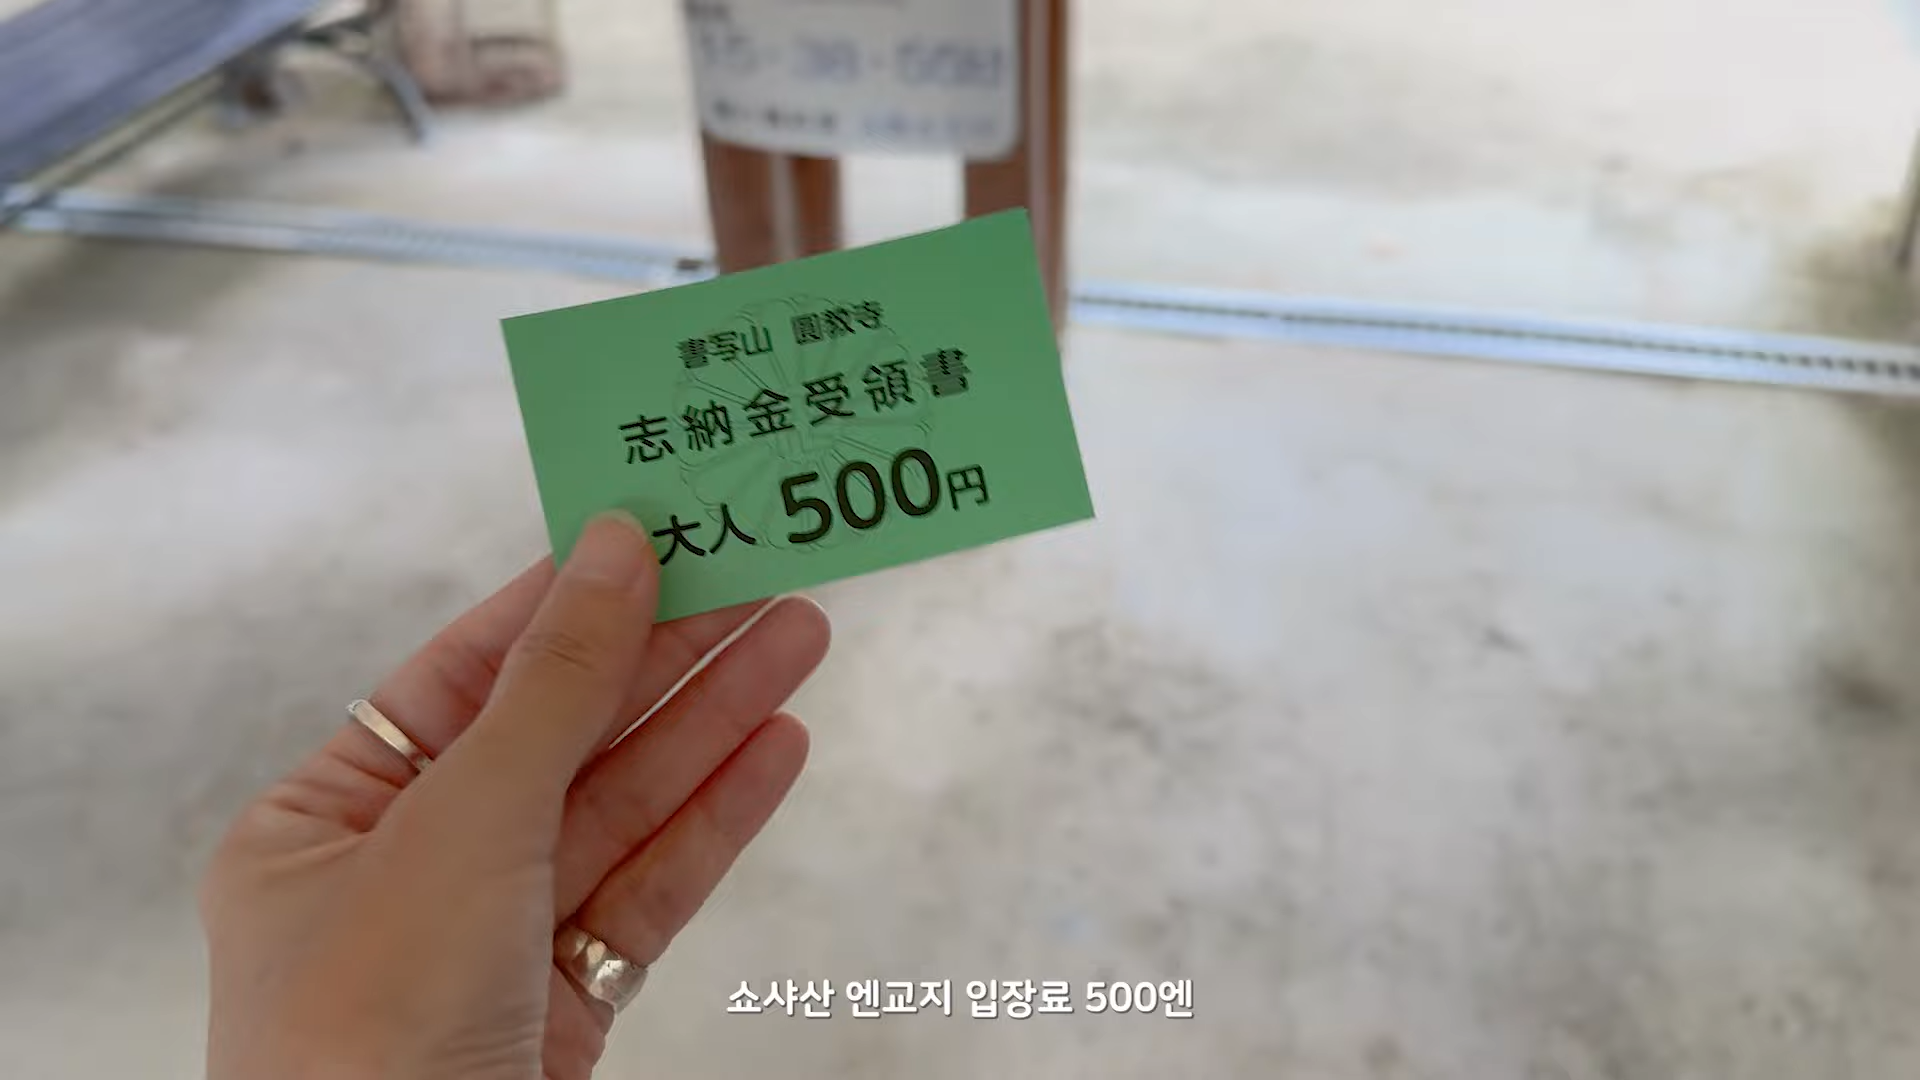 書写山 圓教寺
志納金受領書
大人 500円
쇼샤산 엔교지 입장료 500엔